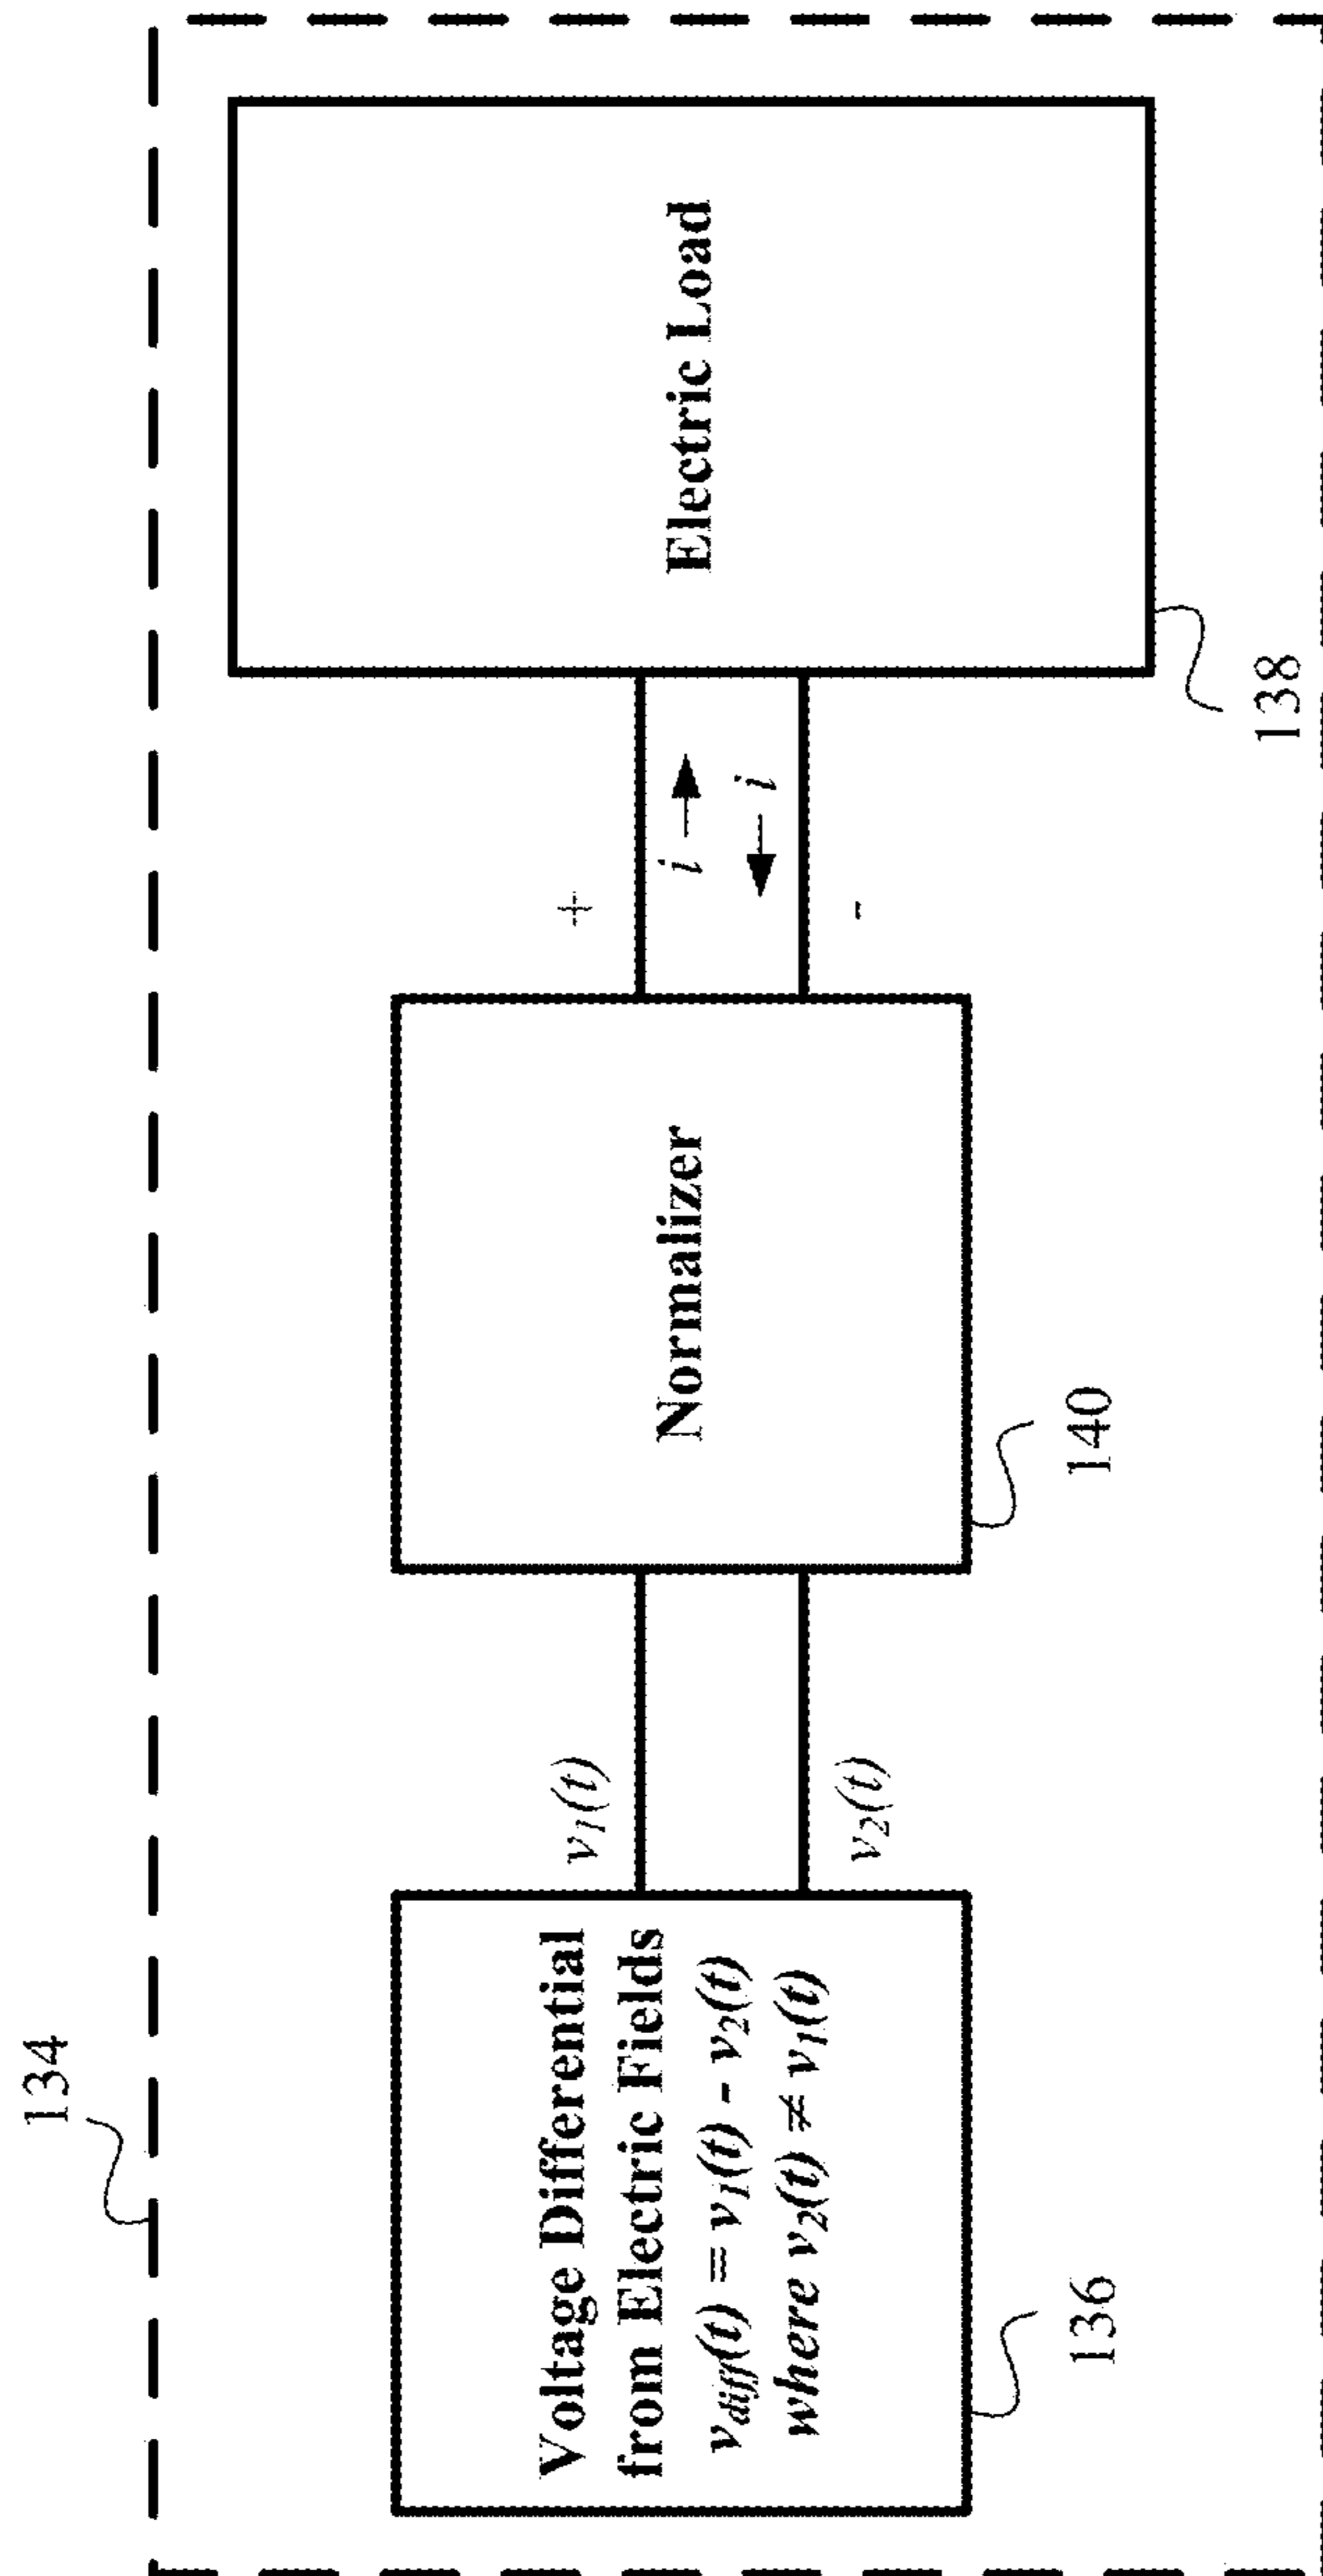 134
Voltage Differential
from Electric Fields
v_diff(t) = v₁(t) - v₂(t)
where v₂(t) ≠ v₁(t)
136
v₁(t)
v₂(t)
Normalizer
140
+
i
i
-
Electric Load
138